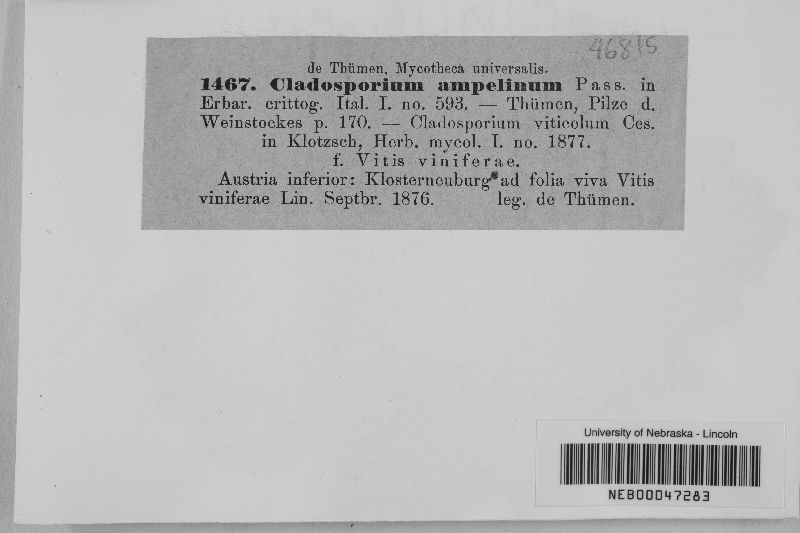 46815
de Thümen, Mycotheca universalis.
1467. Cladosporium ampelinum Pass. in
Erbar. crittog. Ital. I. no. 593. — Thümen, Pilze d.
Weinstockes p. 170. — Cladosporium viticolum Ces.
in Klotzsch, Herb. mycol. I. no. 1877.
f. Vitis viniferae.
Austria inferior: Klosterneuburg ad folia viva Vitis
viniferae Lin. Septbr. 1876. leg. de Thümen.
University of Nebraska - Lincoln
NEB00047283